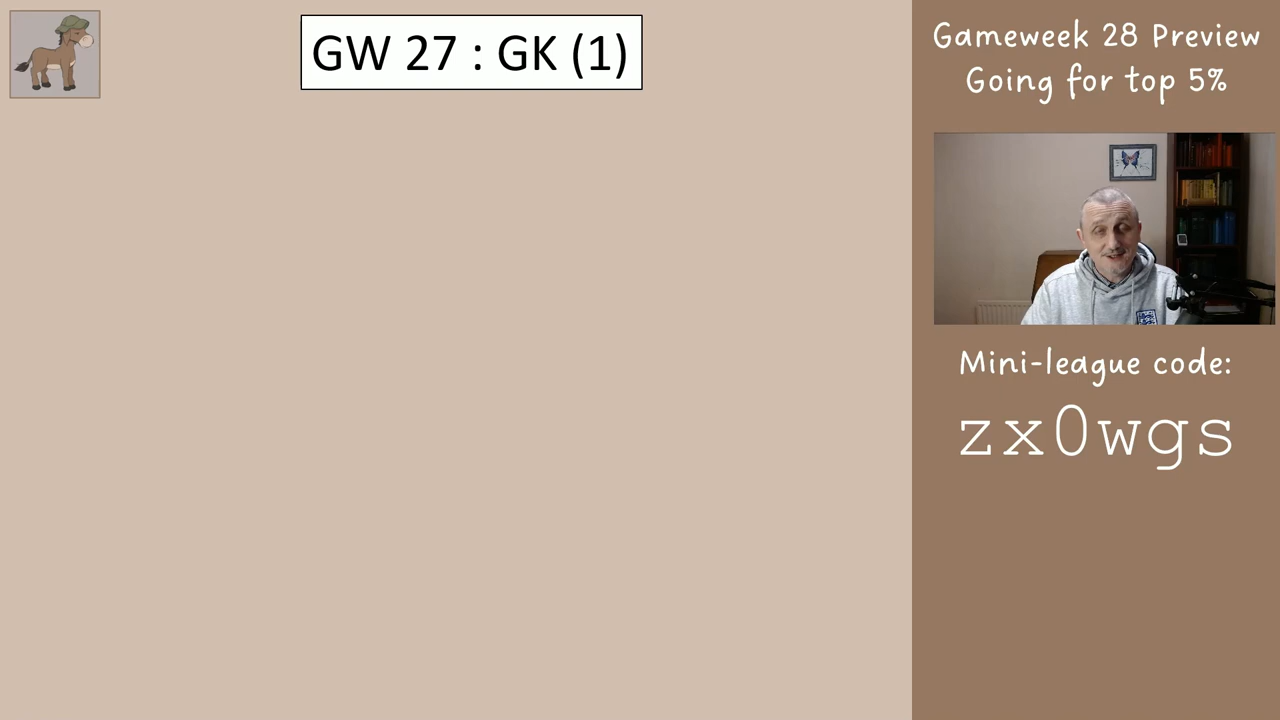 GW 27 : GK (1)
Gameweek 28 Preview
Going for top 5%
Mini-league code:
zx0wgs